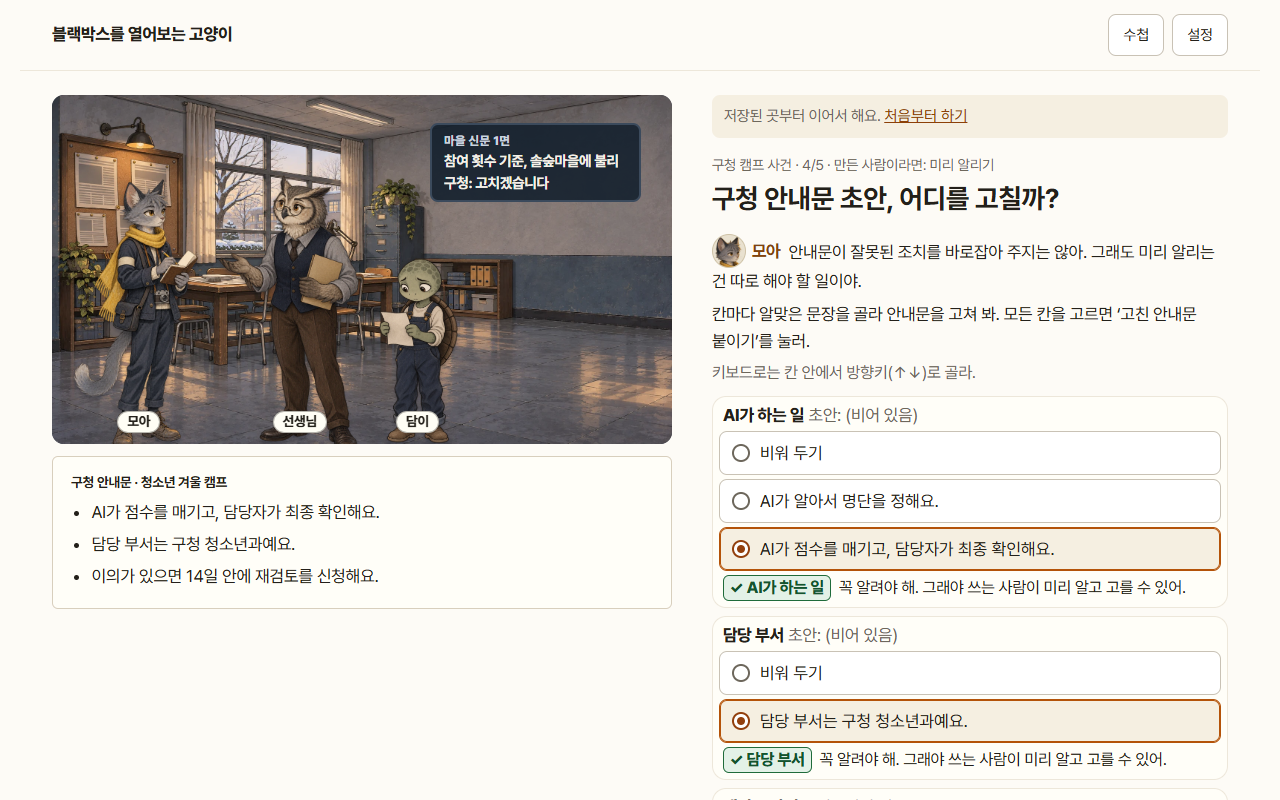 블랙박스를 열어보는 고양이
수첩
설정
마을 신문 1면
참여 횟수 기준, 솔숲마을에 불리
구청: 고치겠습니다
모아
선생님
담이
구청 안내문 · 청소년 겨울 캠프
• AI가 점수를 매기고, 담당자가 최종 확인해요.
• 담당 부서는 구청 청소년과예요.
• 이의가 있으면 14일 안에 재검토를 신청해요.
저장된 곳부터 이어서 해요. 처음부터 하기
구청 캠프 사건 · 4/5 · 만든 사람이라면: 미리 알리기
구청 안내문 초안, 어디를 고칠까?
모아 안내문이 잘못된 조치를 바로잡아 주지는 않아. 그래도 미리 알리는
건 따로 해야 할 일이야.
칸마다 알맞은 문장을 골라 안내문을 고쳐 봐. 모든 칸을 고르면 ‘고친 안내문
붙이기’를 눌러.
키보드로는 칸 안에서 방향키(↑↓)로 골라.
AI가 하는 일 초안: (비어 있음)
비워 두기
AI가 알아서 명단을 정해요.
AI가 점수를 매기고, 담당자가 최종 확인해요.
✓ AI가 하는 일 꼭 알려야 해. 그래야 쓰는 사람이 미리 알고 고를 수 있어.
담당 부서 초안: (비어 있음)
비워 두기
담당 부서는 구청 청소년과예요.
✓ 담당 부서 꼭 알려야 해. 그래야 쓰는 사람이 미리 알고 고를 수 있어.